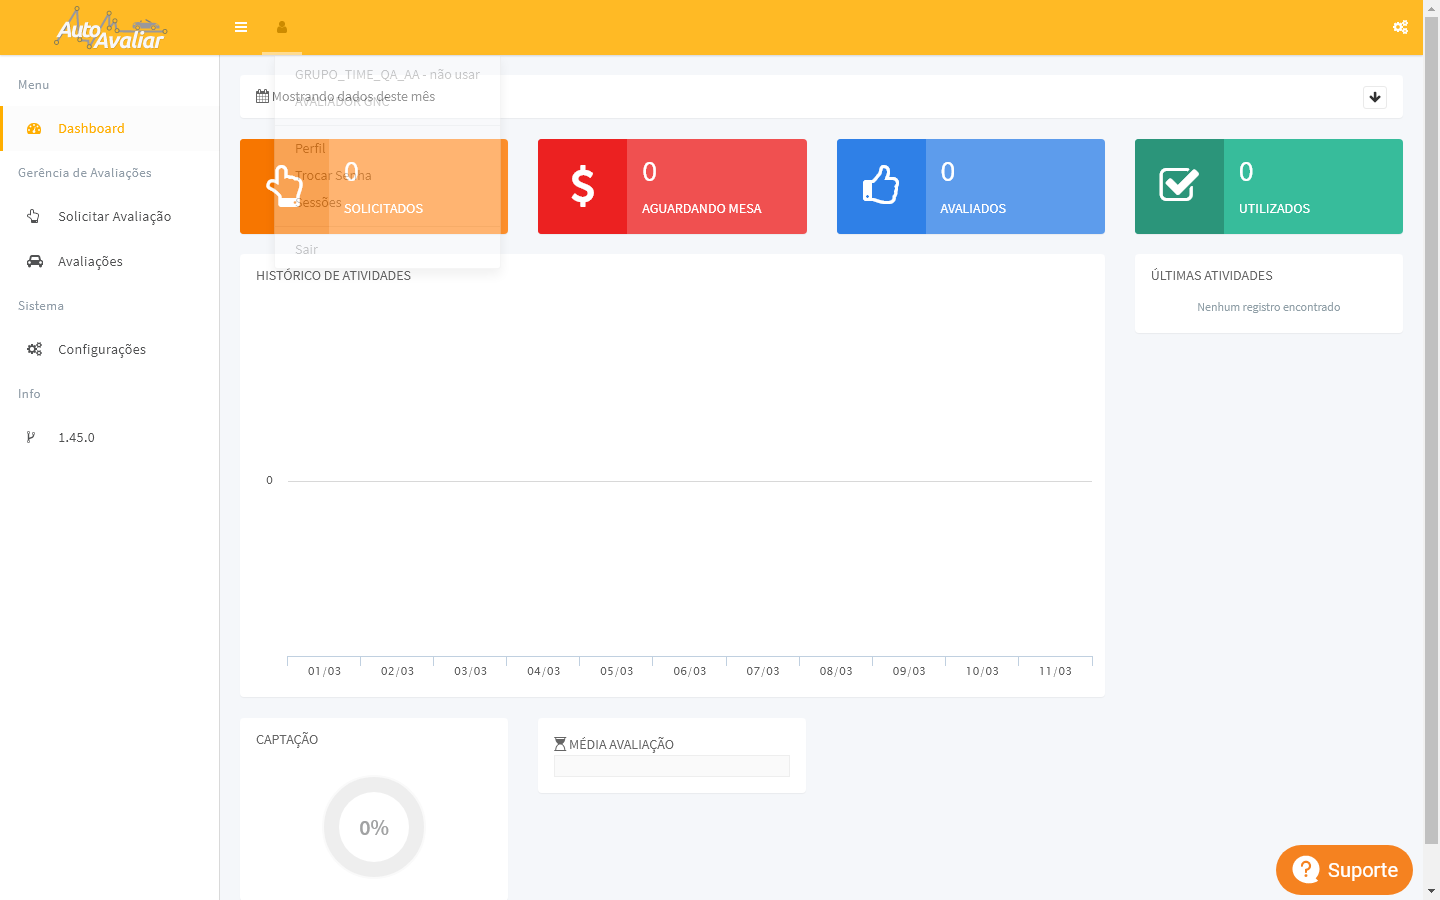 AutoAvaliar
GRUPO_TIME_QA_AA - não usar
AVALIADOR GNC
Perfil
Trocar Senha
Sessões
Sair
Menu
Dashboard
Gerência de Avaliações
Solicitar Avaliação
Avaliações
Sistema
Configurações
Info
1.45.0
Mostrando dados deste mês
0
SOLICITADOS
0
AGUARDANDO MESA
0
AVALIADOS
0
UTILIZADOS
HISTÓRICO DE ATIVIDADES
0
01/03 02/03 03/03 04/03 05/03 06/03 07/03 08/03 09/03 10/03 11/03
ÚLTIMAS ATIVIDADES
Nenhum registro encontrado
CAPTAÇÃO
0%
MÉDIA AVALIAÇÃO
Suporte